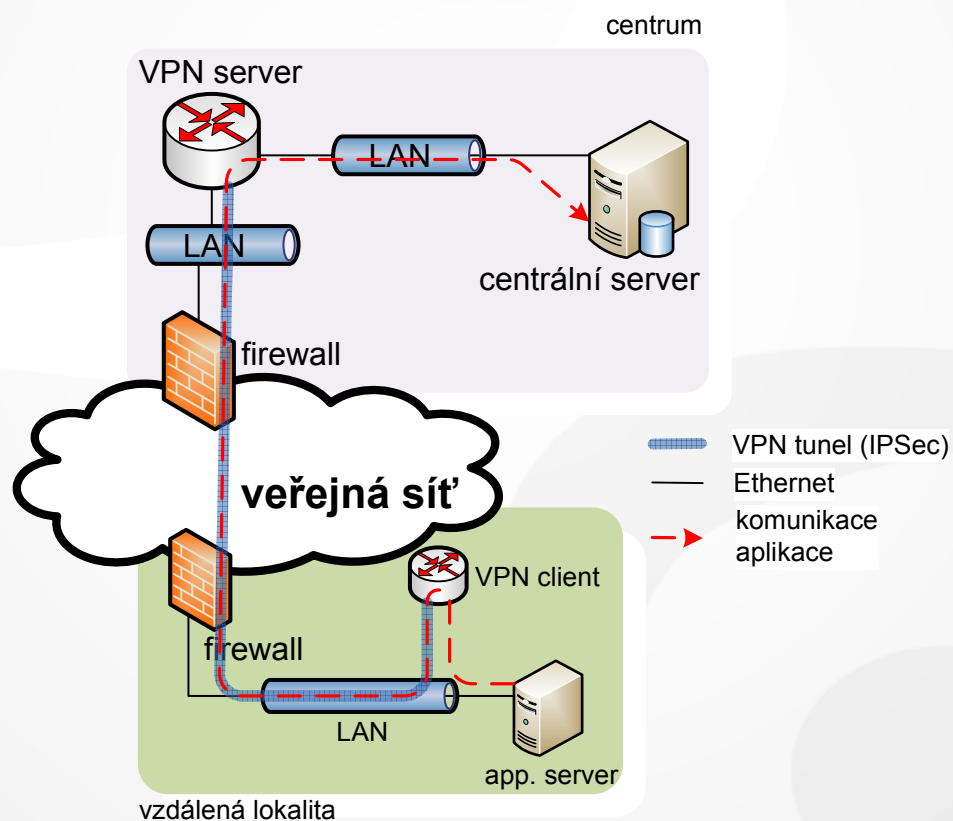 centrum
VPN server
LAN
LAN
centrální server
firewall
veřejná síť
VPN tunel (IPSec)
Ethernet
komunikace
aplikace
VPN client
firewall
LAN
app. server
vzdálená lokalita